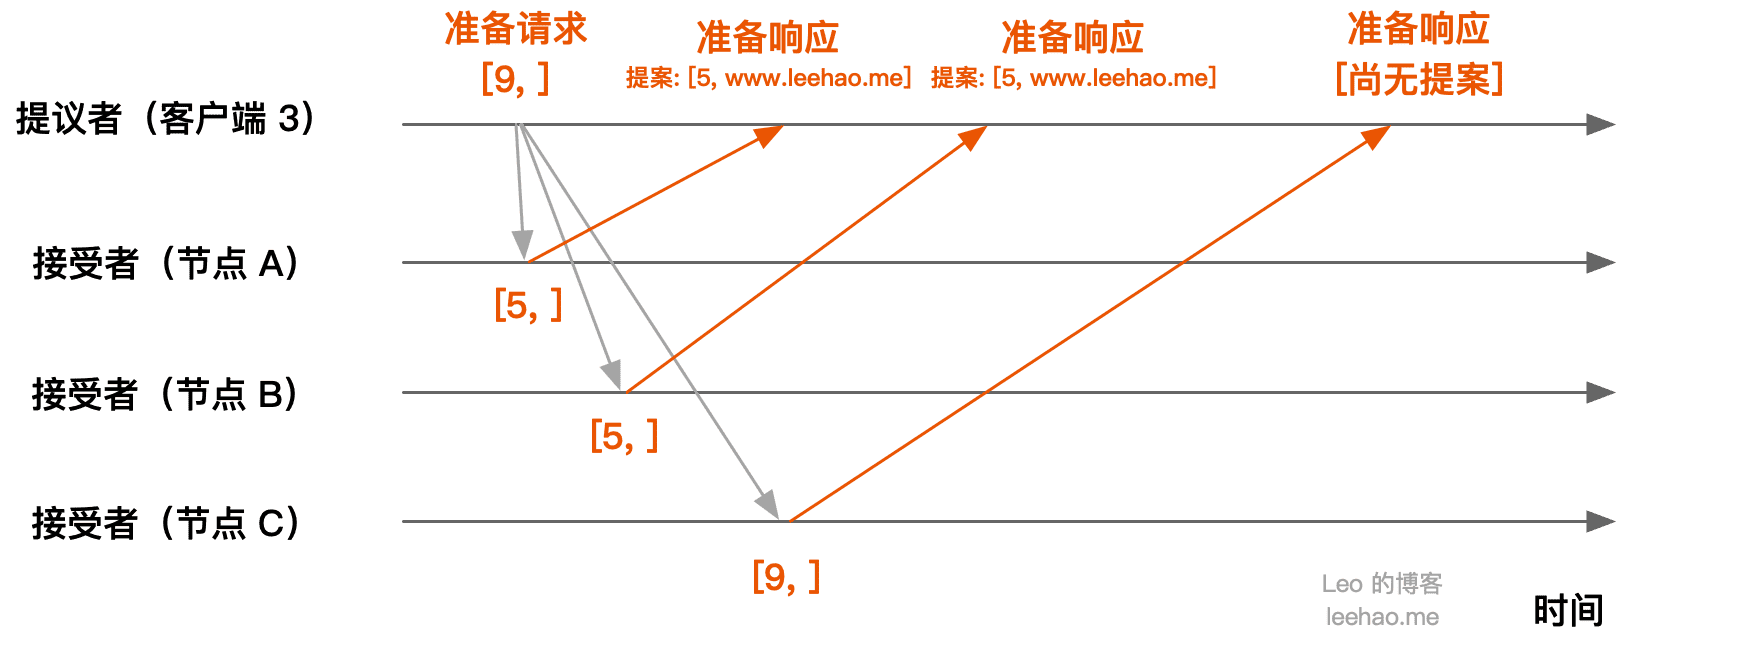 准备请求
[9, ]
准备响应
提案: [5, www.leehao.me]
准备响应
提案: [5, www.leehao.me]
准备响应
[尚无提案]
提议者（客户端 3）
接受者（节点 A）
[5, ]
接受者（节点 B）
[5, ]
接受者（节点 C）
[9, ]
Leo 的博客
leehao.me
时间